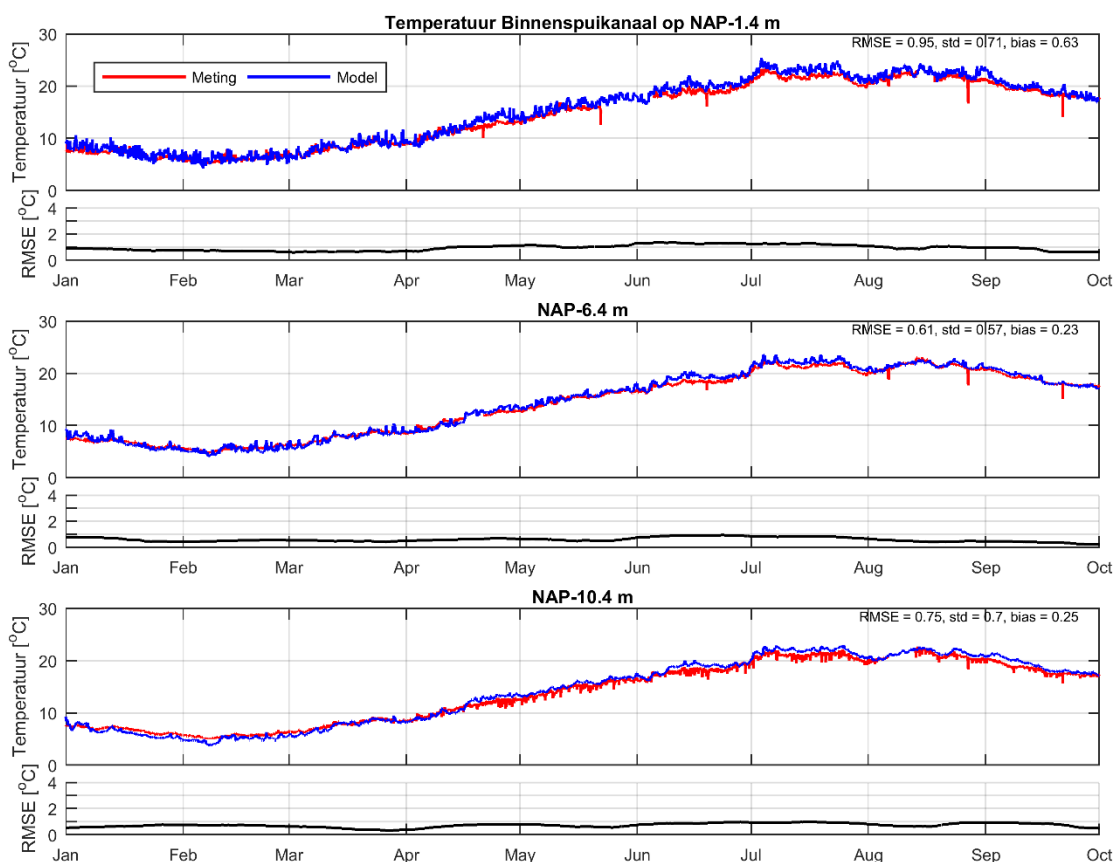 Temperatuur Binnenspuikanaal op NAP-1.4 m
RMSE = 0.95, std = 0.71, bias = 0.63
Temperatuur [°C]
30
20
10
0
Meting
Model
RMSE [°C]
4
2
0
Jan Feb Mar Apr May Jun Jul Aug Sep Oct
NAP-6.4 m
RMSE = 0.61, std = 0.57, bias = 0.23
Temperatuur [°C]
30
20
10
0
RMSE [°C]
4
2
0
Jan Feb Mar Apr May Jun Jul Aug Sep Oct
NAP-10.4 m
RMSE = 0.75, std = 0.7, bias = 0.25
Temperatuur [°C]
30
20
10
0
RMSE [°C]
4
2
0
Jan Feb Mar Apr May Jun Jul Aug Sep Oct